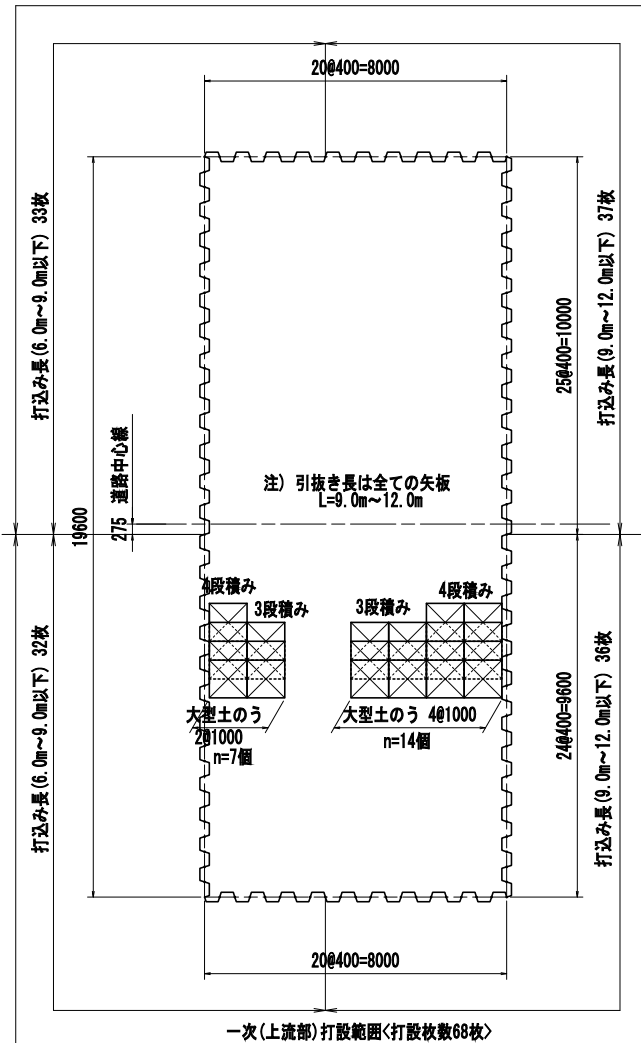 20@400=8000
打込み長(6.0m～9.0m以下) 33枚
打込み長(9.0m～12.0m以下) 37枚
25@400=10000
注) 引抜き長は全ての矢板
L=9.0m～12.0m
道路中心線
275
19600
4段積み
3段積み
3段積み
4段積み
大型土のう
2@1000
n=7個
大型土のう 4@1000
n=14個
打込み長(6.0m～9.0m以下) 32枚
24@400=9600
打込み長(9.0m～12.0m以下) 36枚
20@400=8000
一次(上流部)打設範囲<打設枚数68枚>